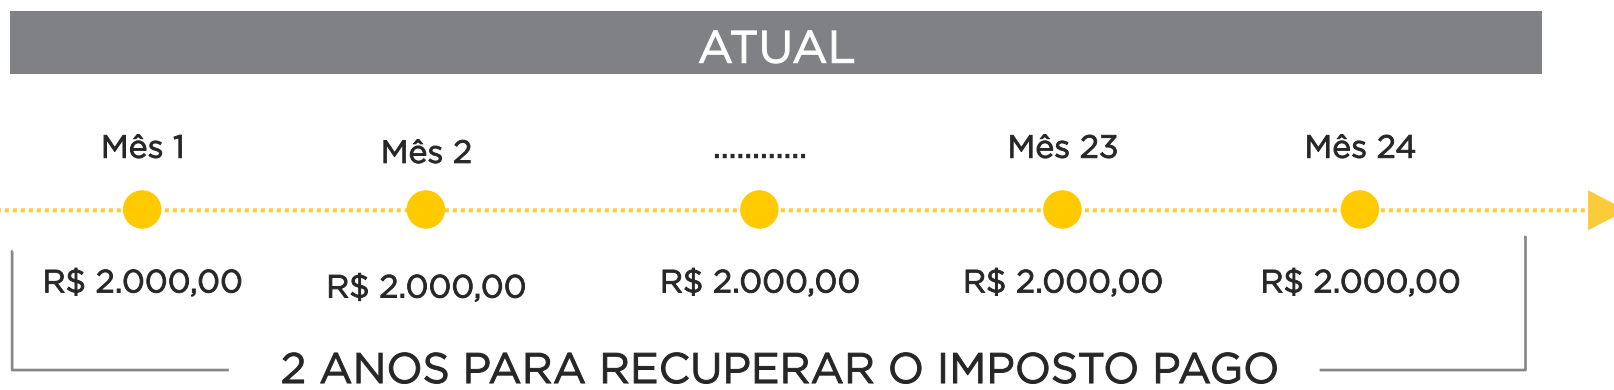 ATUAL
Mês 1 Mês 2 ............ Mês 23 Mês 24
R$ 2.000,00 R$ 2.000,00 R$ 2.000,00 R$ 2.000,00 R$ 2.000,00
2 ANOS PARA RECUPERAR O IMPOSTO PAGO